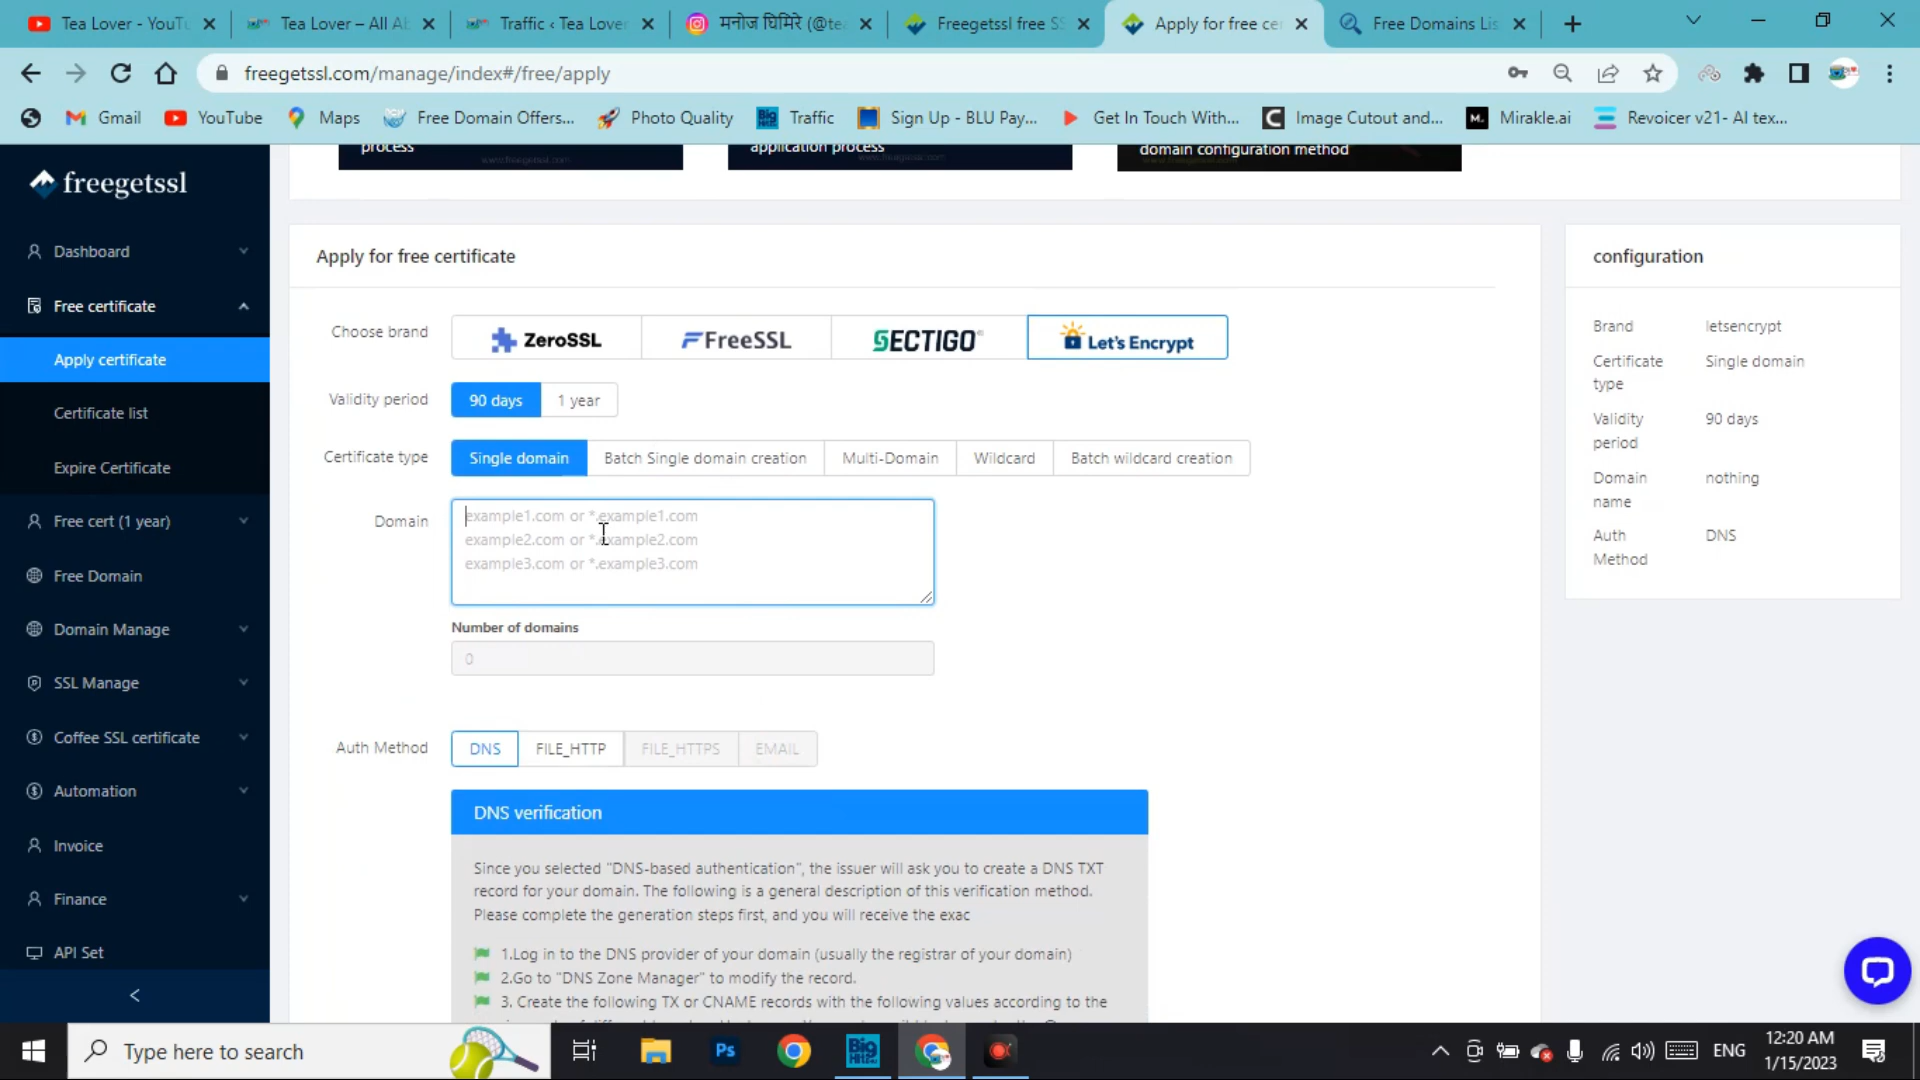 Tea Lover - YouTu
Tea Lover – All Ab
Traffic ‹ Tea Lover
मनोज घिमिरे (@te
Freegetssl free S
Apply for free cer
Free Domains Lis
freegetssl.com/manage/index#/free/apply
Gmail
YouTube
Maps
Free Domain Offers...
Photo Quality
Big
Traffic
Sign Up - BLU Pay...
Get In Touch With...
Image Cutout and...
M.
Mirakle.ai
Revoicer v21- AI tex...
freegetssl
process
www.freegetssl.com
application process
www.freegetssl.com
domain configuration method
Dashboard
Free certificate
Apply certificate
Certificate list
Expire Certificate
Free cert (1 year)
Free Domain
Domain Manage
SSL Manage
Coffee SSL certificate
Automation
Invoice
Finance
API Set
Apply for free certificate
Choose brand
ZeroSSL
FreeSSL
SECTIGO®
Let's Encrypt
Validity period
90 days
1 year
Certificate type
Single domain
Batch Single domain creation
Multi-Domain
Wildcard
Batch wildcard creation
Domain
example1.com or *.example1.com
example2.com or *.example2.com
example3.com or *.example3.com
Number of domains
0
Auth Method
DNS
FILE_HTTP
FILE_HTTPS
EMAIL
DNS verification
Since you selected "DNS-based authentication", the issuer will ask you to create a DNS TXT
record for your domain. The following is a general description of this verification method.
Please complete the generation steps first, and you will receive the exac
1.Log in to the DNS provider of your domain (usually the registrar of your domain)
2.Go to "DNS Zone Manager" to modify the record.
3. Create the following TX or CNAME records with the following values according to the
configuration
Brand
letsencrypt
Certificate
type
Single domain
Validity
period
90 days
Domain
name
nothing
Auth
Method
DNS
Type here to search
Ps
Big
ENG
12:20 AM
1/15/2023